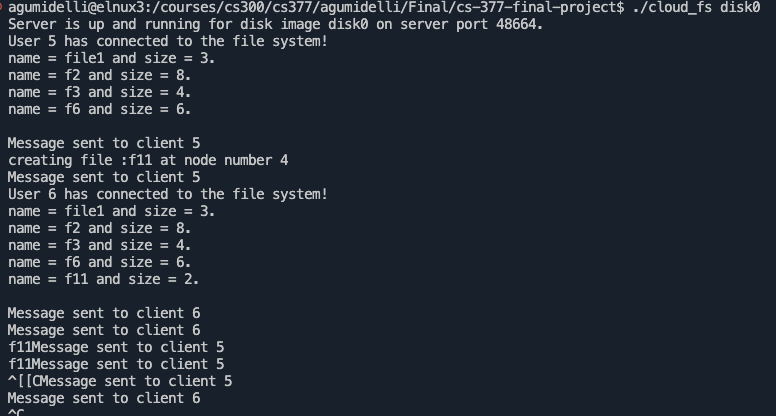 agumidelli@elnux3:/courses/cs300/cs377/agumidelli/Final/cs-377-final-project$ ./cloud_fs disk0
Server is up and running for disk image disk0 on server port 48664.
User 5 has connected to the file system!
name = file1 and size = 3.
name = f2 and size = 8.
name = f3 and size = 4.
name = f6 and size = 6.
Message sent to client 5
creating file :f11 at node number 4
Message sent to client 5
User 6 has connected to the file system!
name = file1 and size = 3.
name = f2 and size = 8.
name = f3 and size = 4.
name = f6 and size = 6.
name = f11 and size = 2.
Message sent to client 6
Message sent to client 6
f11Message sent to client 5
f11Message sent to client 5
^[[CMessage sent to client 5
Message sent to client 6
^C